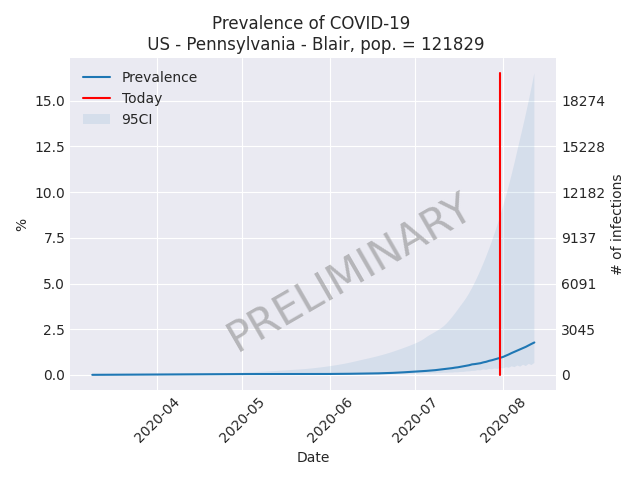 Prevalence of COVID-19
US - Pennsylvania - Blair, pop. = 121829
Prevalence
Today
95CI
15.0
12.5
10.0
7.5
5.0
2.5
0.0
%
18274
15228
12182
9137
6091
3045
0
# of infections
PRELIMINARY
2020-04
2020-05
2020-06
2020-07
2020-08
Date